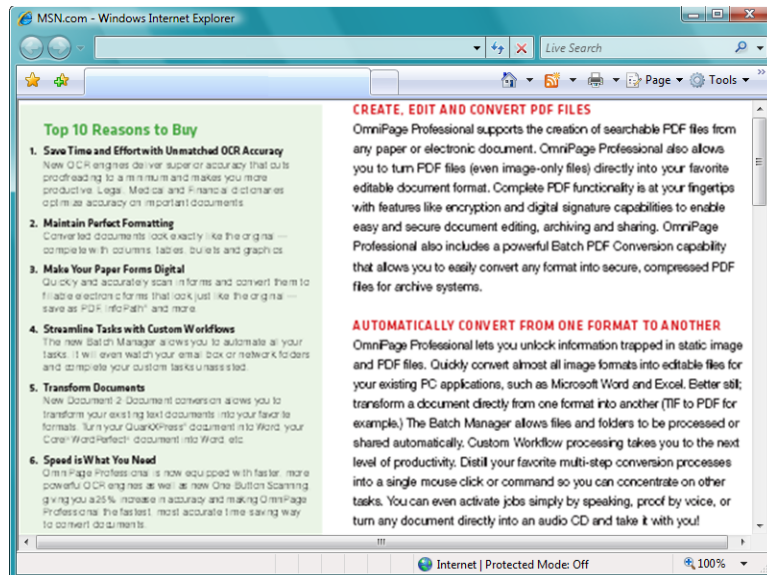 MSN.com - Windows Internet Explorer
Live Search
Page
Tools
Top 10 Reasons to Buy
1. Save Time and Effort with Unmatched OCR Accuracy
New OCR engines deliver superior accuracy that cuts
proofreading to a minimum and makes you more
productive. Legal, Medical and Financial dictionaries
optimize accuracy on important documents.
2. Maintain Perfect Formatting
Converted documents look exactly like the original —
complete with columns, tables, bullets and graphics.
3. Make Your Paper Forms Digital
Quickly and accurately scan in forms and convert them to
fillable electronic forms that look just like the original —
save as PDF, InfoPath® and more.
4. Streamline Tasks with Custom Workflows
The new Batch Manager allows you to automate all your
tasks. It will even watch your email box or network folders
and complete your custom tasks unassisted.
5. Transform Documents
New Document-2-Document conversion allows you to
transform your existing text documents into your favorite
formats. Turn your QuarkXPress® document into Word, your
Corel® WordPerfect® document into Word, etc.
6. Speed is What You Need
OmniPage Professional is now equipped with faster, more
powerful OCR engines as well as new One-Button Scanning
giving you a 25% increase in accuracy and making OmniPage
Professional the fastest, most accurate time saving way
to convert documents.
CREATE, EDIT AND CONVERT PDF FILES
OmniPage Professional supports the creation of searchable PDF files from
any paper or electronic document. OmniPage Professional also allows
you to turn PDF files (even image-only files) directly into your favorite
editable document format. Complete PDF functionality is at your fingertips
with features like encryption and digital signature capabilities to enable
easy and secure document editing, archiving and sharing. OmniPage
Professional also includes a powerful Batch PDF Conversion capability
that allows you to easily convert any format into secure, compressed PDF
files for archive systems.
AUTOMATICALLY CONVERT FROM ONE FORMAT TO ANOTHER
OmniPage Professional lets you unlock information trapped in static image
and PDF files. Quickly convert almost all image formats into editable files for
your existing PC applications, such as Microsoft Word and Excel. Better still;
transform a document directly from one format into another (TIF to PDF for
example.) The Batch Manager allows files and folders to be processed or
shared automatically. Custom Workflow processing takes you to the next
level of productivity. Distil your favorite multi-step conversion processes
into a single mouse click or command so you can concentrate on other
tasks. You can even activate jobs simply by speaking, proof by voice, or
turn any document directly into an audio CD and take it with you!
Internet | Protected Mode: Off
100%